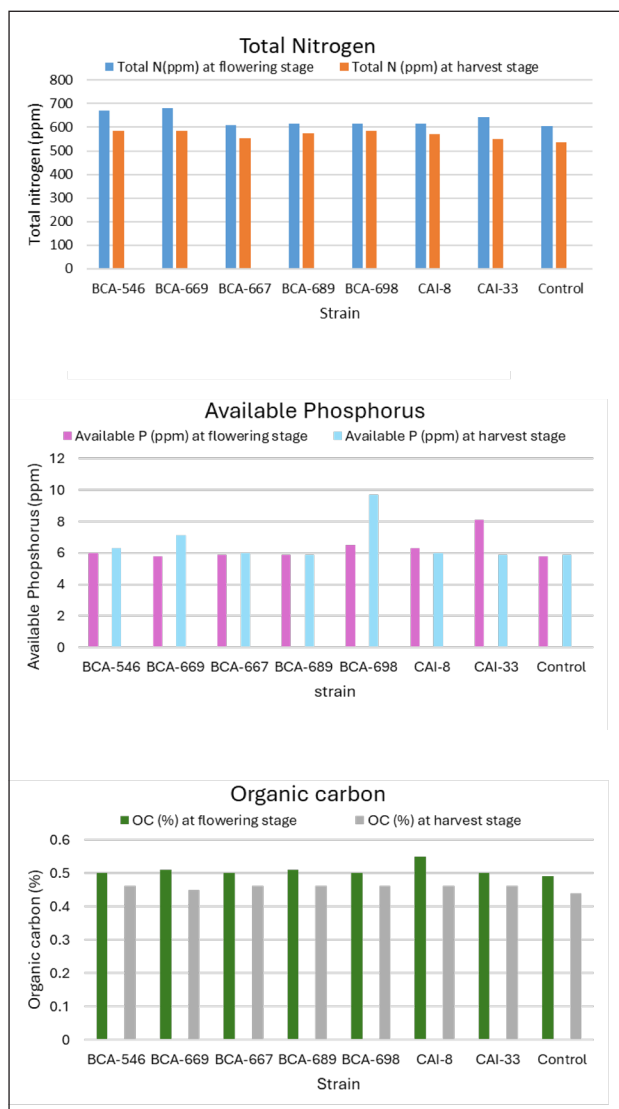 Total Nitrogen
Total N(ppm) at flowering stage Total N (ppm) at harvest stage
Total nitrogen (ppm)
800
700
600
500
400
300
200
100
0
BCA-546 BCA-669 BCA-667 BCA-689 BCA-698 CAI-8 CAI-33 Control
Strain
Available Phosphorus
Available P (ppm) at flowering stage Available P (ppm) at harvest stage
Available Phopshorus (ppm)
12
10
8
6
4
2
0
BCA-546 BCA-669 BCA-667 BCA-689 BCA-698 CAI-8 CAI-33 Control
strain
Organic carbon
OC (%) at flowering stage OC (%) at harvest stage
Organic carbon (%)
0.6
0.5
0.4
0.3
0.2
0.1
0
BCA-546 BCA-669 BCA-667 BCA-689 BCA-698 CAI-8 CAI-33 Control
Strain